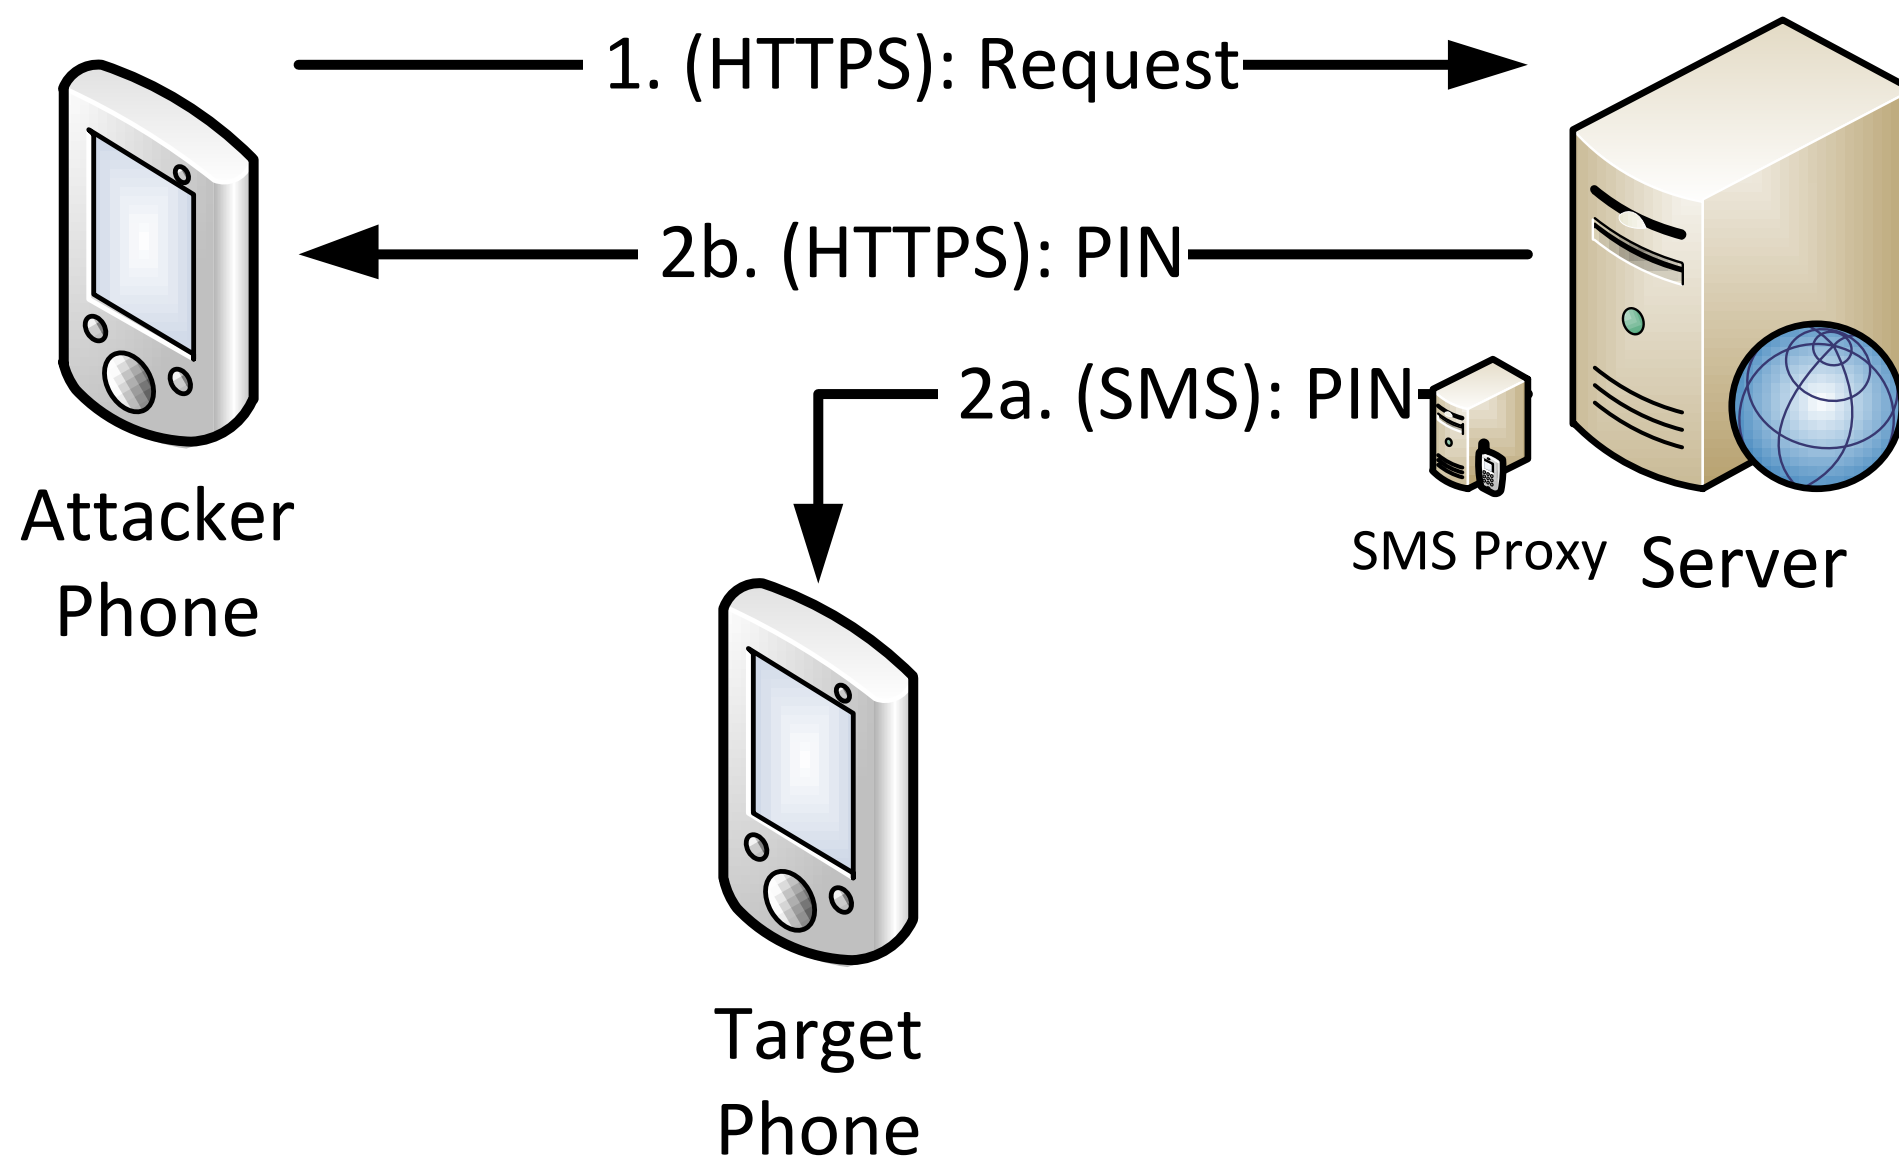 1. (HTTPS): Request
2b. (HTTPS): PIN
2a. (SMS): PIN
Attacker
Phone
SMS Proxy
Server
Target
Phone